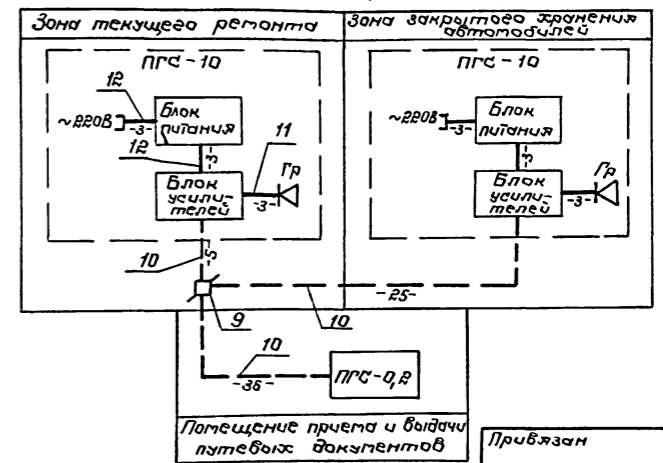 Зона текущего ремонта
Зона закрытого хранения
автомобилей
ПГС-10
12
~220В
-3-
Блок
питания
12
-3-
11
Гр
Блок
усили-
телей
-3-
10
-5-
9
ПГС-10
~220В
-3-
Блок
питания
-3-
Гр
Блок
усили-
телей
-3-
-25-
10
10
-36-
ПГС-0,2
Помещение приема и выдачи
путевых документов
Привязан